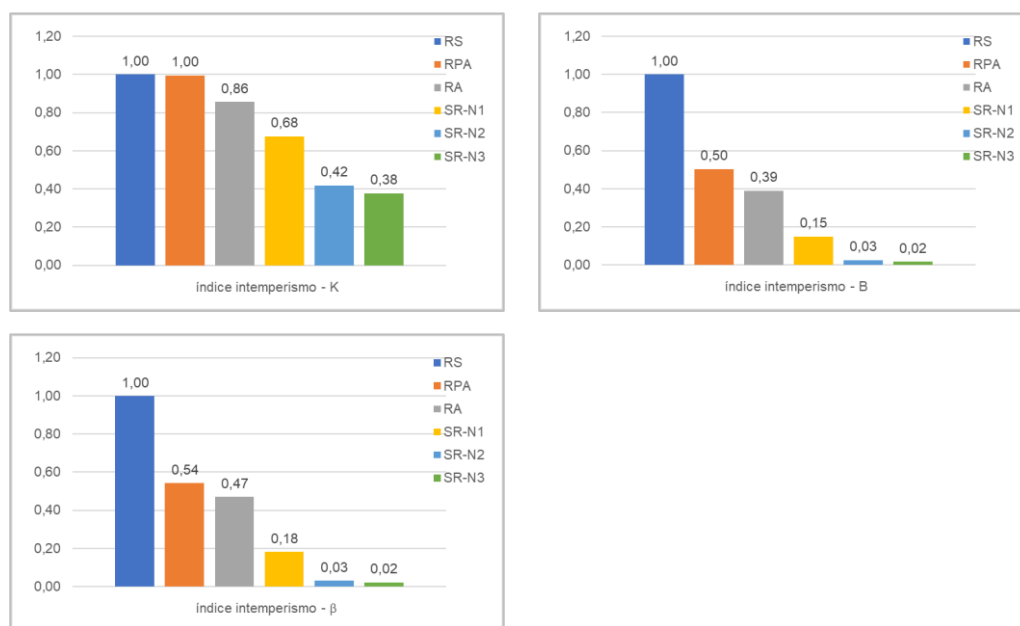 1,20
1,00
0,80
0,60
0,40
0,20
0,00
1,00
1,00
0,86
0,68
0,42
0,38
RS
RPA
RA
SR-N1
SR-N2
SR-N3
índice intemperismo - K
1,20
1,00
0,80
0,60
0,40
0,20
0,00
1,00
0,50
0,39
0,15
0,03
0,02
RS
RPA
RA
SR-N1
SR-N2
SR-N3
índice intemperismo - B
1,20
1,00
0,80
0,60
0,40
0,20
0,00
1,00
0,54
0,47
0,18
0,03
0,02
RS
RPA
RA
SR-N1
SR-N2
SR-N3
índice intemperismo - β